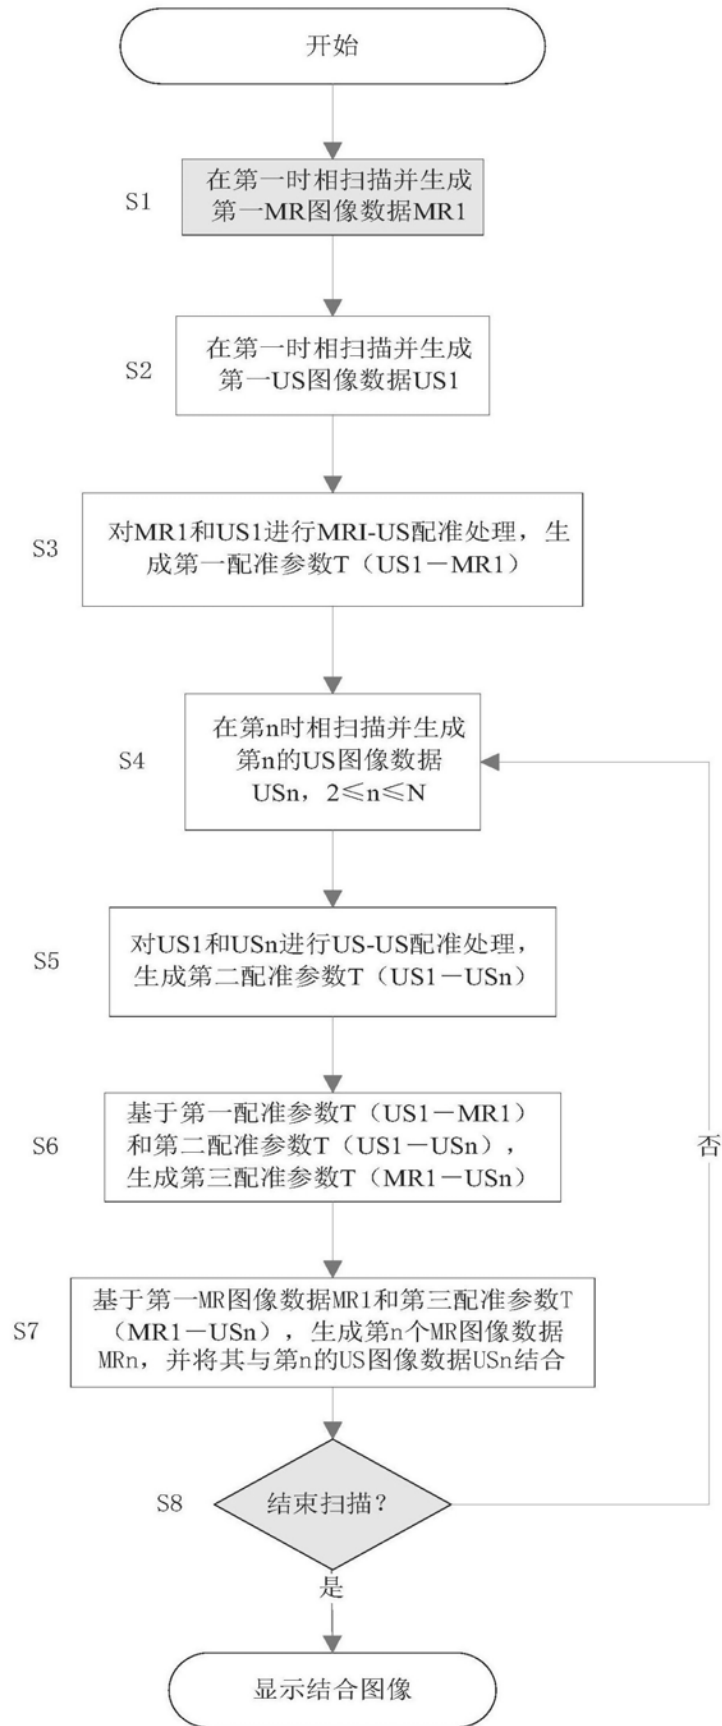 开始
S1
在第一时相扫描并生成
第一MR图像数据MR1
S2
在第一时相扫描并生成
第一US图像数据US1
S3
对MR1和US1进行MRI-US配准处理，生
成第一配准参数T（US1－MR1）
S4
在第n时相扫描并生成
第n的US图像数据
USn，2≤n≤N
S5
对US1和USn进行US-US配准处理，
生成第二配准参数T（US1－USn）
S6
基于第一配准参数T（US1－MR1）
和第二配准参数T（US1－USn），
生成第三配准参数T（MR1－USn）
否
S7
基于第一MR图像数据MR1和第三配准参数T
（MR1－USn），生成第n个MR图像数据
MRn，并将其与第n的US图像数据USn结合
S8
结束扫描？
是
显示结合图像